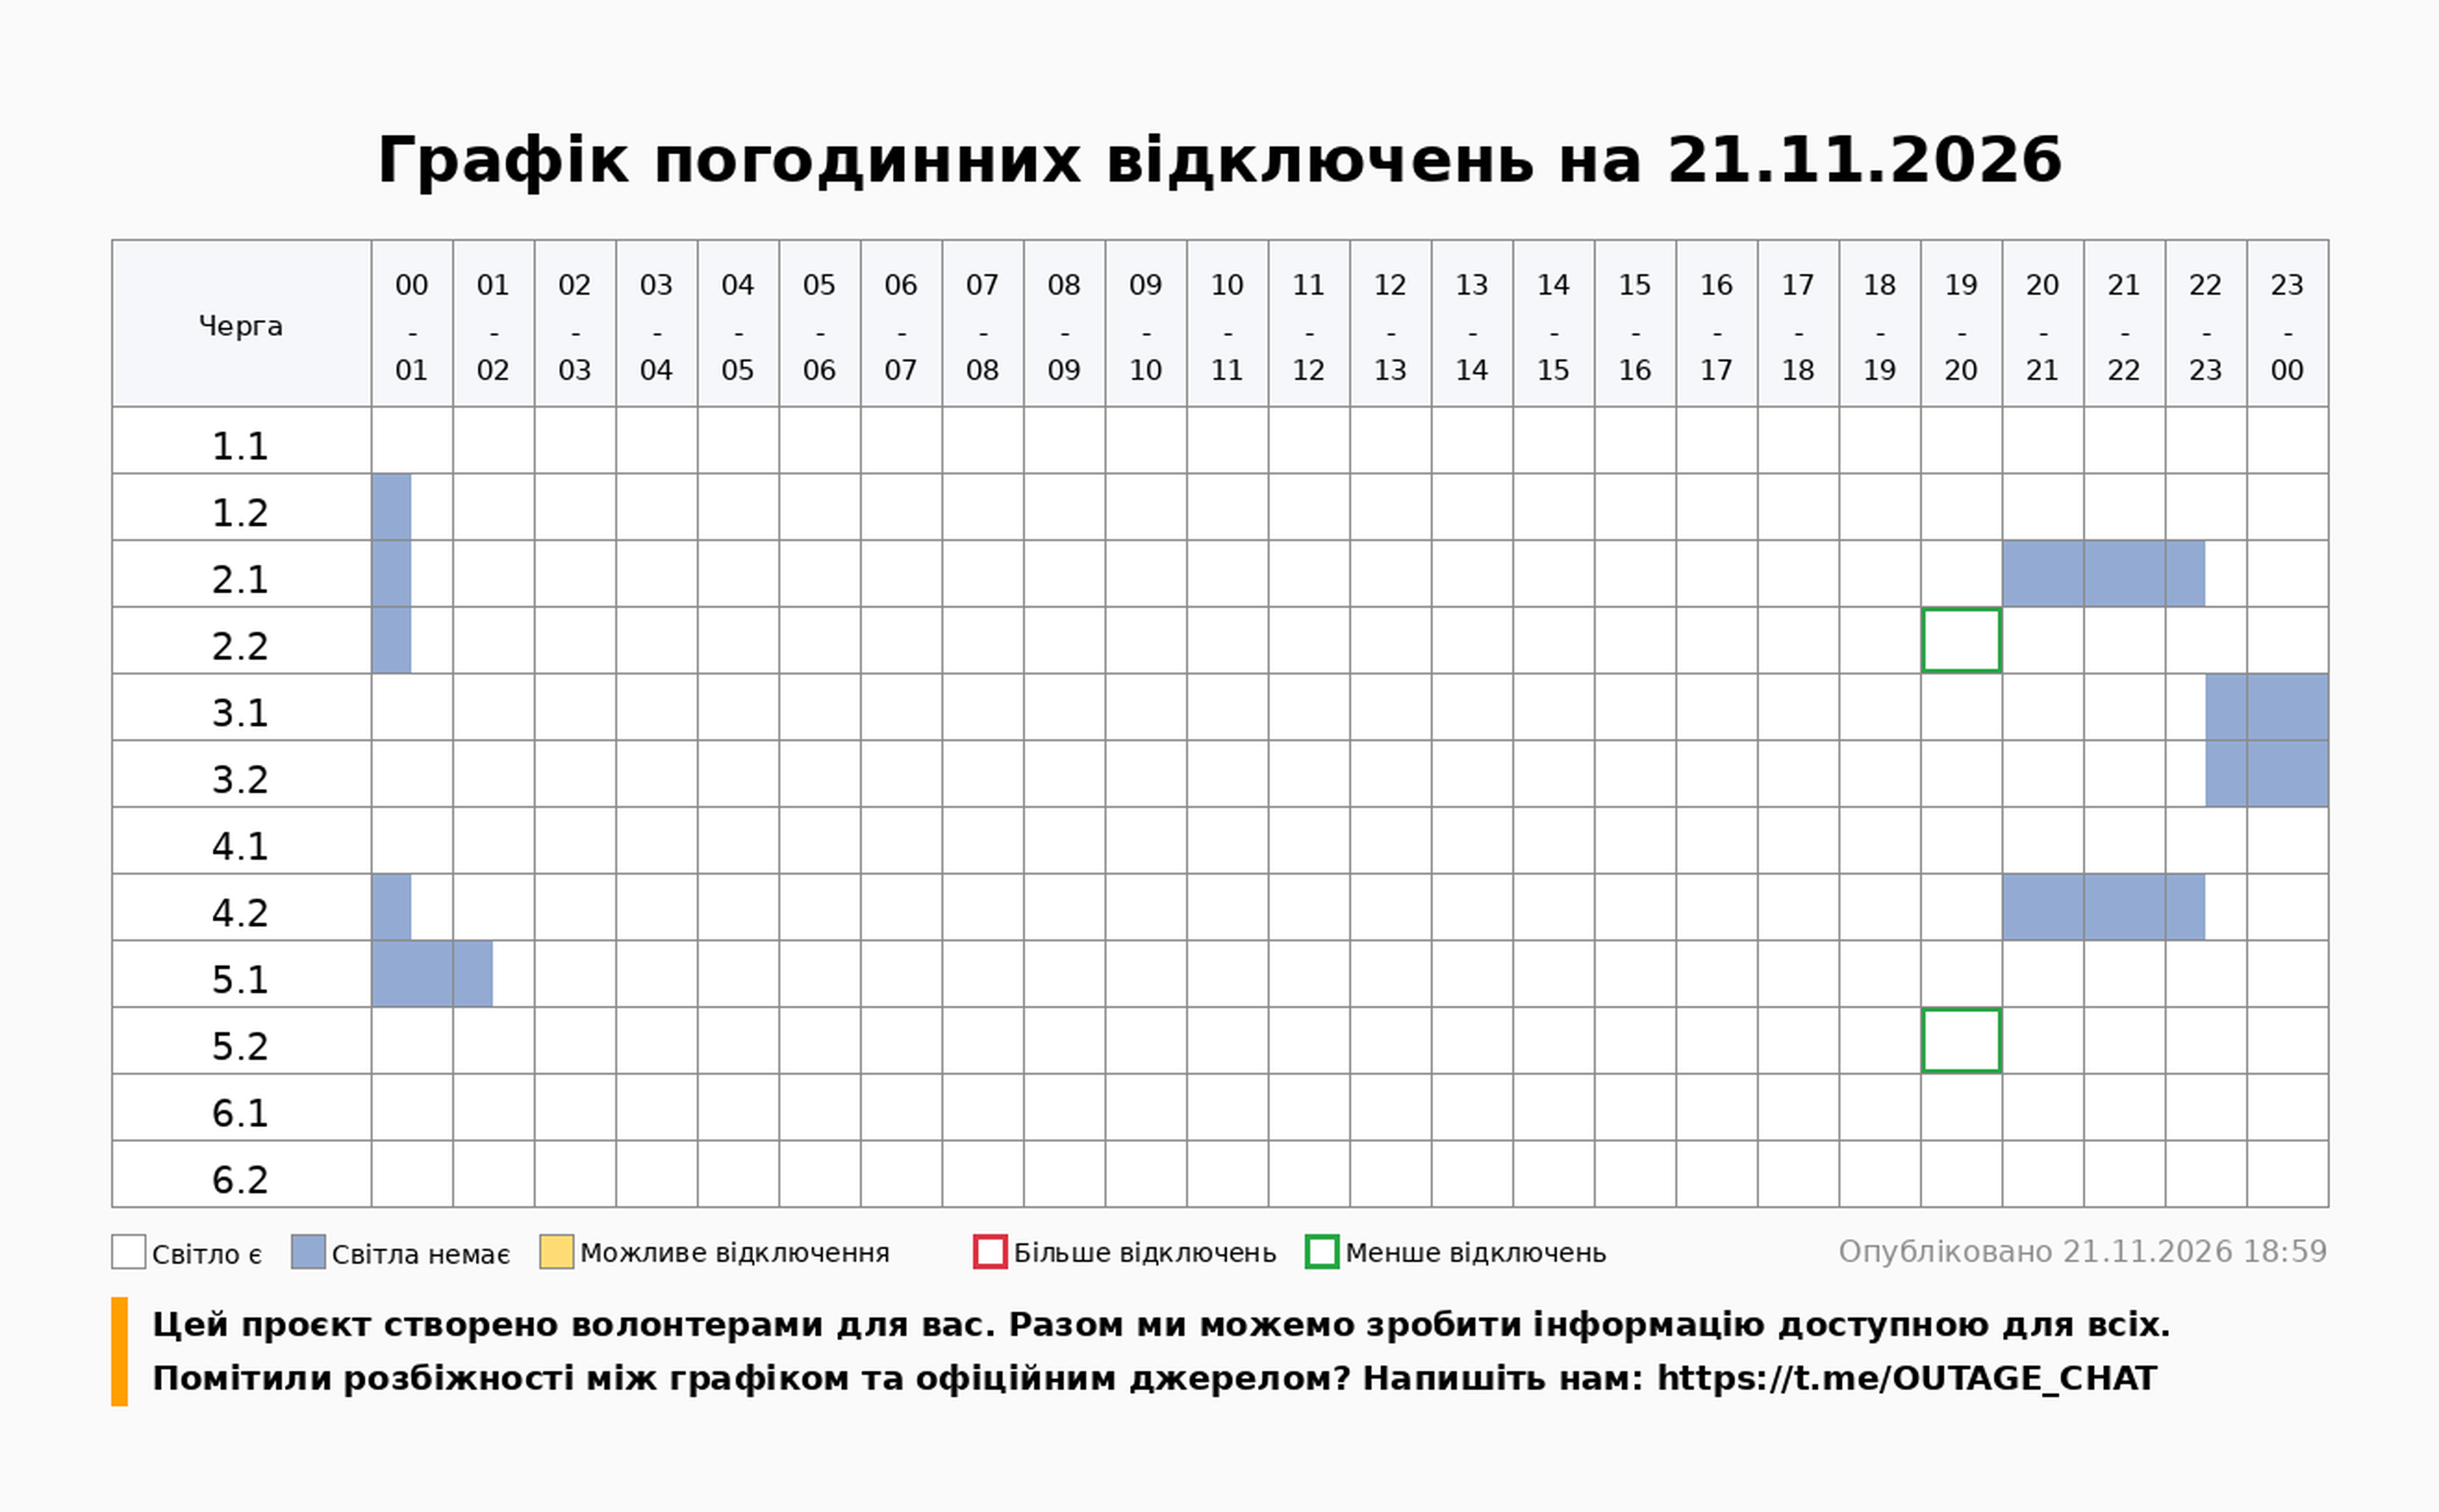 Графік погодинних відключень на 21.11.2026
Черга 00 - 01 01 - 02 02 - 03 03 - 04 04 - 05 05 - 06 06 - 07 07 - 08 08 - 09 09 - 10 10 - 11 11 - 12 12 - 13 13 - 14 14 - 15 15 - 16 16 - 17 17 - 18 18 - 19 19 - 20 20 - 21 21 - 22 22 - 23 23 - 00
1.1
1.2
2.1
2.2
3.1
3.2
4.1
4.2
5.1
5.2
6.1
6.2
Світло є Світла немає Можливе відключення Більше відключень Менше відключень Опубліковано 21.11.2026 18:59
Цей проєкт створено волонтерами для вас. Разом ми можемо зробити інформацію доступною для всіх.
Помітили розбіжності між графіком та офіційним джерелом? Напишіть нам: https://t.me/OUTAGE_CHAT